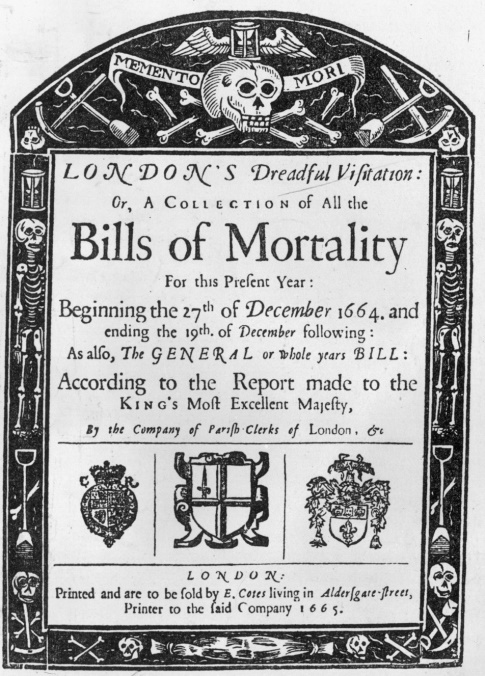 MEMENTO MORI
LONDON'S Dreadful Viſitation:
Or, A COLLECTION of All the
Bills of Mortality
For this Preſent Year:
Beginning the 27th of December 1664. and
ending the 19th. of December following:
As alſo, The GENERAL or whole years BILL:
According to the Report made to the
KING'S Moſt Excellent Majeſty,
By the Company of Pariſh Clerks of London, &c
LONDON:
Printed and are to be ſold by E. Cotes living in Alderſgate-ſtreet,
Printer to the ſaid Company 1665.